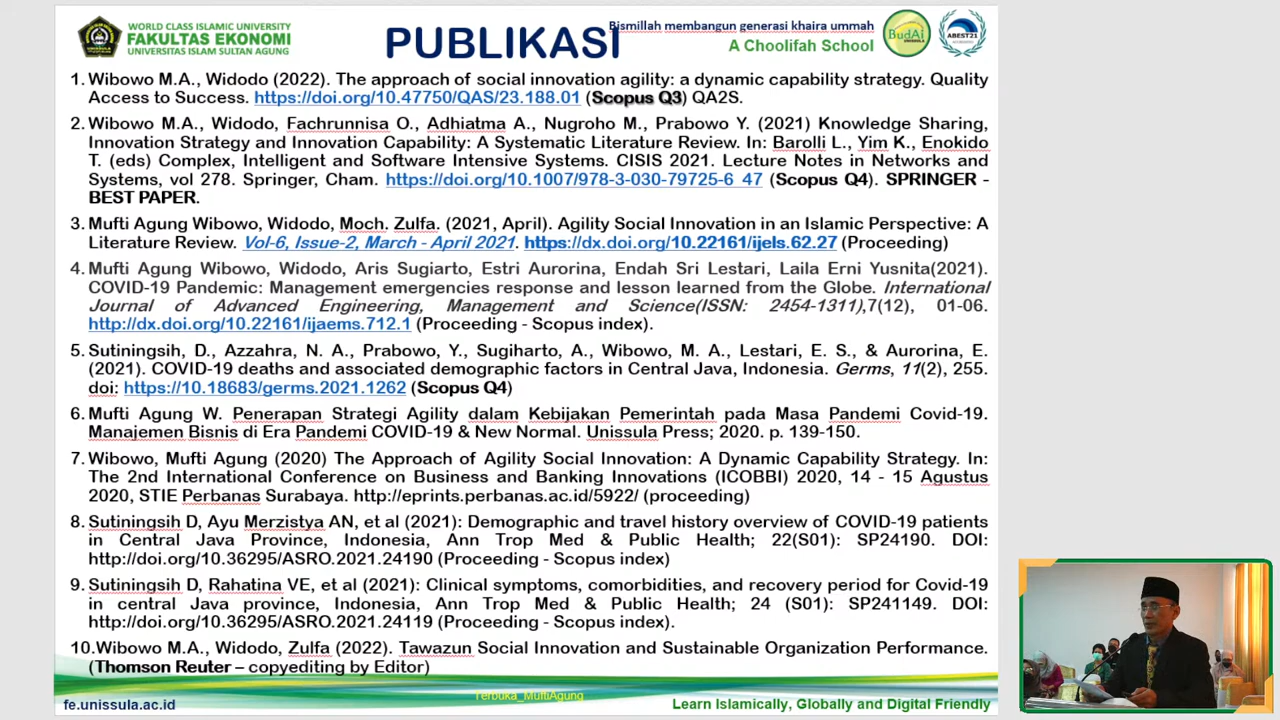 WORLD CLASS ISLAMIC UNIVERSITY
FAKULTAS EKONOMI
UNIVERSITAS ISLAM SULTAN AGUNG
PUBLIKASI
Bismillah membangun generasi khaira ummah
A Choolifah School
BudAi
ABEST21
1. Wibowo M.A., Widodo (2022). The approach of social innovation agility: a dynamic capability strategy. Quality
Access to Success. https://doi.org/10.47750/QAS/23.188.01 (Scopus Q3) QA2S.
2. Wibowo M.A., Widodo, Fachrunnisa O., Adhiatma A., Nugroho M., Prabowo Y. (2021) Knowledge Sharing,
Innovation Strategy and Innovation Capability: A Systematic Literature Review. In: Barolli L., Yim K., Enokido
T. (eds) Complex, Intelligent and Software Intensive Systems. CISIS 2021. Lecture Notes in Networks and
Systems, vol 278. Springer, Cham. https://doi.org/10.1007/978-3-030-79725-6_47 (Scopus Q4). SPRINGER -
BEST PAPER.
3. Mufti Agung Wibowo, Widodo, Moch. Zulfa. (2021, April). Agility Social Innovation in an Islamic Perspective: A
Literature Review. Vol-6, Issue-2, March - April 2021. https://dx.doi.org/10.22161/ijels.62.27 (Proceeding)
4. Mufti Agung Wibowo, Widodo, Aris Sugiarto, Estri Aurorina, Endah Sri Lestari, Laila Erni Yusnita(2021).
COVID-19 Pandemic: Management emergencies response and lesson learned from the Globe. International
Journal of Advanced Engineering, Management and Science(ISSN: 2454-1311),7(12), 01-06.
http://dx.doi.org/10.22161/ijaems.712.1 (Proceeding - Scopus index).
5. Sutiningsih, D., Azzahra, N. A., Prabowo, Y., Sugiharto, A., Wibowo, M. A., Lestari, E. S., & Aurorina, E.
(2021). COVID-19 deaths and associated demographic factors in Central Java, Indonesia. Germs, 11(2), 255.
doi: https://10.18683/germs.2021.1262 (Scopus Q4)
6. Mufti Agung W. Penerapan Strategi Agility dalam Kebijakan Pemerintah pada Masa Pandemi Covid-19.
Manajemen Bisnis di Era Pandemi COVID-19 & New Normal. Unissula Press; 2020. p. 139-150.
7. Wibowo, Mufti Agung (2020) The Approach of Agility Social Innovation: A Dynamic Capability Strategy. In:
The 2nd International Conference on Business and Banking Innovations (ICOBBI) 2020, 14 - 15 Agustus
2020, STIE Perbanas Surabaya. http://eprints.perbanas.ac.id/5922/ (proceeding)
8. Sutiningsih D, Ayu Merzistya AN, et al (2021): Demographic and travel history overview of COVID-19 patients
in Central Java Province, Indonesia, Ann Trop Med & Public Health; 22(S01): SP24190. DOI:
http://doi.org/10.36295/ASRO.2021.24190 (Proceeding - Scopus index)
9. Sutiningsih D, Rahatina VE, et al (2021): Clinical symptoms, comorbidities, and recovery period for Covid-19
in central Java province, Indonesia, Ann Trop Med & Public Health; 24 (S01): SP241149. DOI:
http://doi.org/10.36295/ASRO.2021.24119 (Proceeding - Scopus index).
10.Wibowo M.A., Widodo, Zulfa (2022). Tawazun Social Innovation and Sustainable Organization Performance.
(Thomson Reuter – copyediting by Editor)
fe.unissula.ac.id
Terbuka_MuftiAgung
Learn Islamically, Globally and Digital Friendly